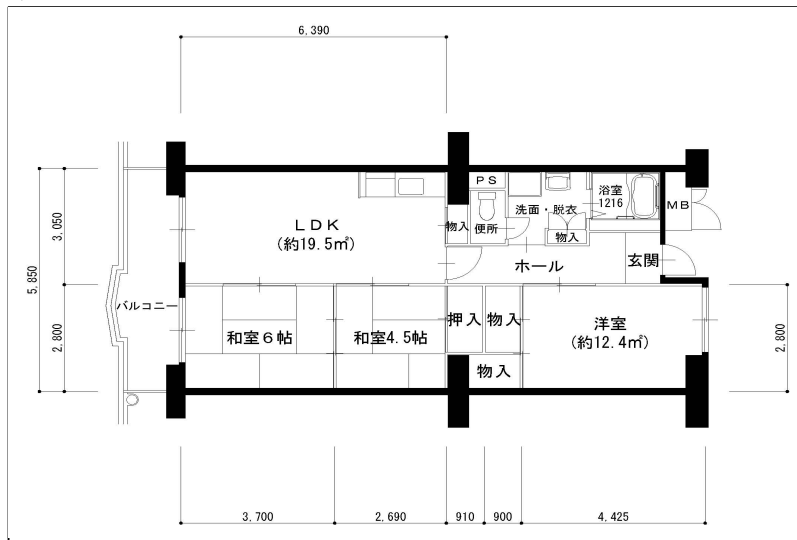 6.390
PS
浴室
1216
LDK
(約19.5㎡)
物入
便所
洗面・脱衣
MB
物入
3.050
ホール
玄関
5.850
バルコニー
和室6帖
和室4.5帖
押入
物入
洋室
(約12.4㎡)
2.800
2.800
物入
3.700
2.690
910
900
4.425